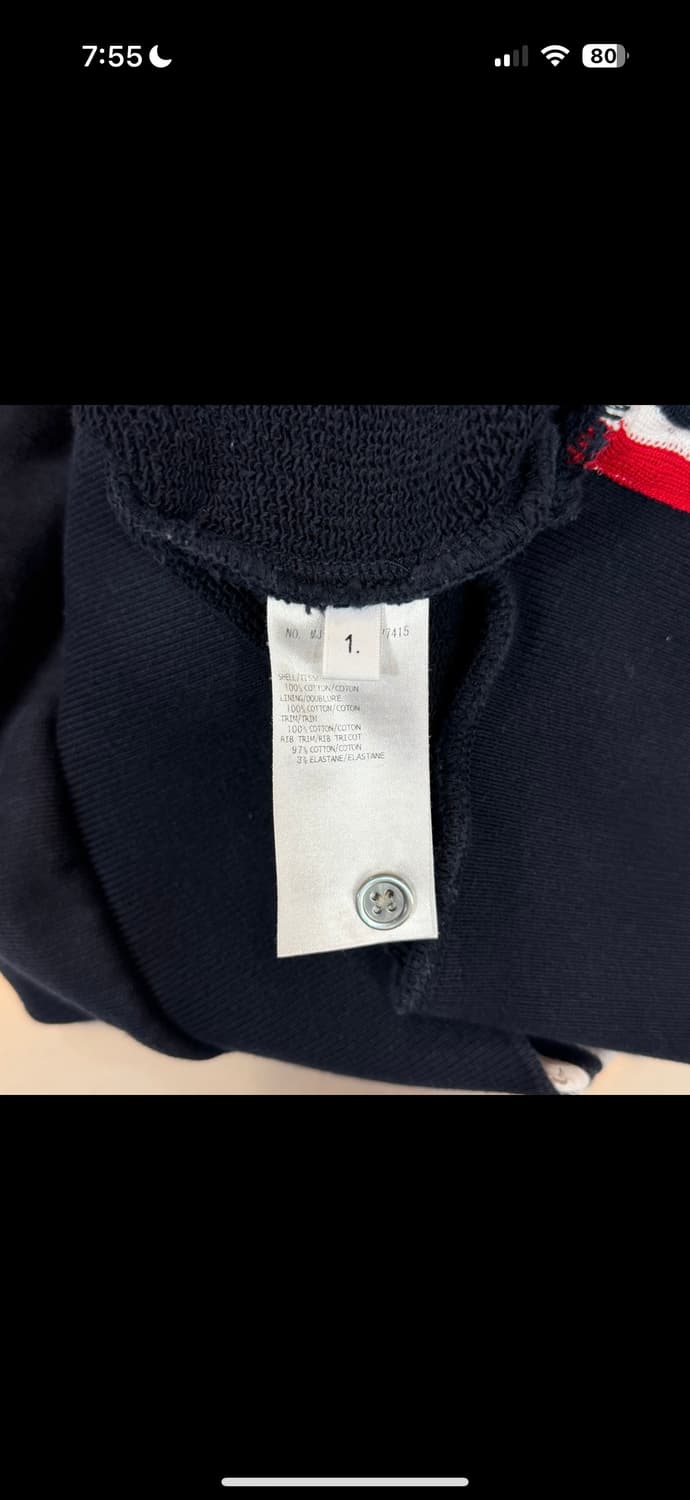 7:55
80
NO. MJ
7415
1.
SHELL/TISSU
100% COTTON/COTON
LINING/DOUBLURE
100% COTTON/COTON
TRIM/TRIM
100% COTTON/COTON
RIB TRIM/RIB TRICOT
97% COTTON/COTON
3% ELASTANE/ELASTANE